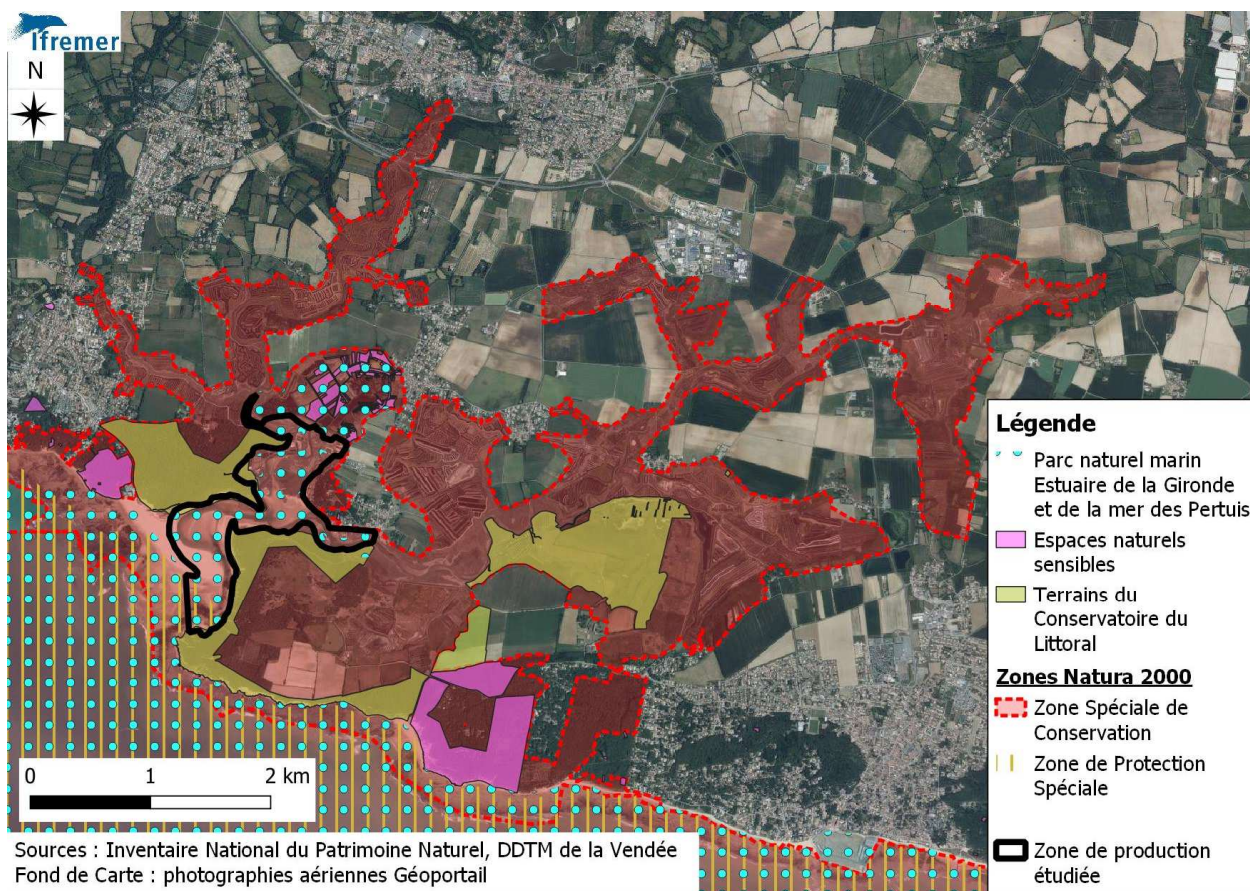 Ifremer
N
Légende
Parc naturel marin
Estuaire de la Gironde
et de la mer des Pertuis
Espaces naturels
sensibles
Terrains du
Conservatoire du
Littoral
Zones Natura 2000
Zone Spéciale de
Conservation
Zone de Protection
Spéciale
Zone de production
étudiée
0 1 2 km
Sources : Inventaire National du Patrimoine Naturel, DDTM de la Vendée
Fond de Carte : photographies aériennes Géoportail